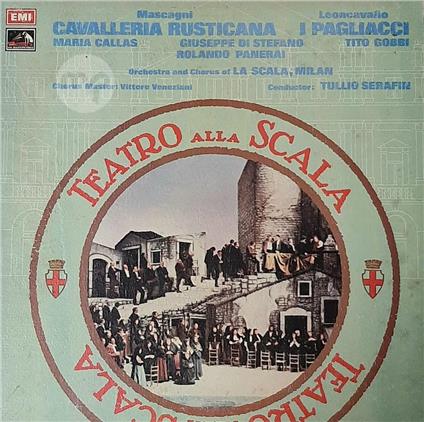 EMI
Mascagni
CAVALLERIA RUSTICANA
Leoncavallo
I PAGLIACCI
MARIA CALLAS GIUSEPPE DI STEFANO TITO GOBBI
ROLANDO PANERAI
Orchestra and Chorus of LA SCALA, MILAN
Chorus Master: Vittore Veneziani Conductor: TULLIO SERAFIN
TEATRO ALLA SCALA
TEATRO SCALA